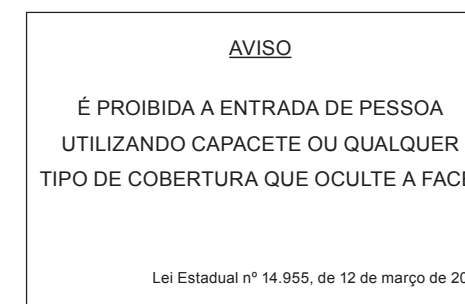 AVISO
É PROIBIDA A ENTRADA DE PESSOA
UTILIZANDO CAPACETE OU QUALQUER
TIPO DE COBERTURA QUE OCULTE A FACE
Lei Estadual nº 14.955, de 12 de março de 20